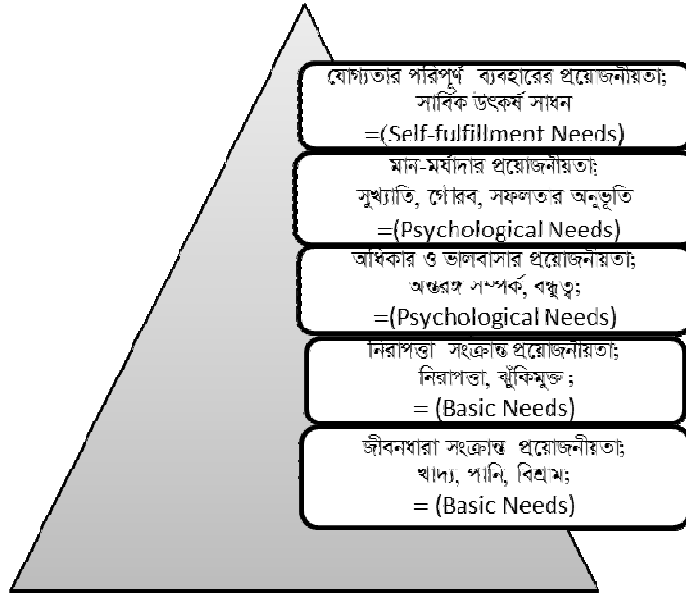 যোগ্যতার পরিপূর্ণ ব্যবহারের প্রয়োজনীয়তা;
সার্বিক উৎকর্ষ সাধন
=(Self-fulfillment Needs)
মান-মর্যাদার প্রয়োজনীয়তা;
সুখ্যাতি, গৌরব, সফলতার অনুভূতি
=(Psychological Needs)
অধিকার ও ভালবাসার প্রয়োজনীয়তা;
অন্তরঙ্গ সম্পর্ক, বন্ধুত্ব;
=(Psychological Needs)
নিরাপত্তা সংক্রান্ত প্রয়োজনীয়তা;
নিরাপত্তা, ঝুঁকিমুক্ত ;
= (Basic Needs)
জীবনধারা সংক্রান্ত প্রয়োজনীয়তা;
খাদ্য, পানি, বিশ্রাম;
= (Basic Needs)